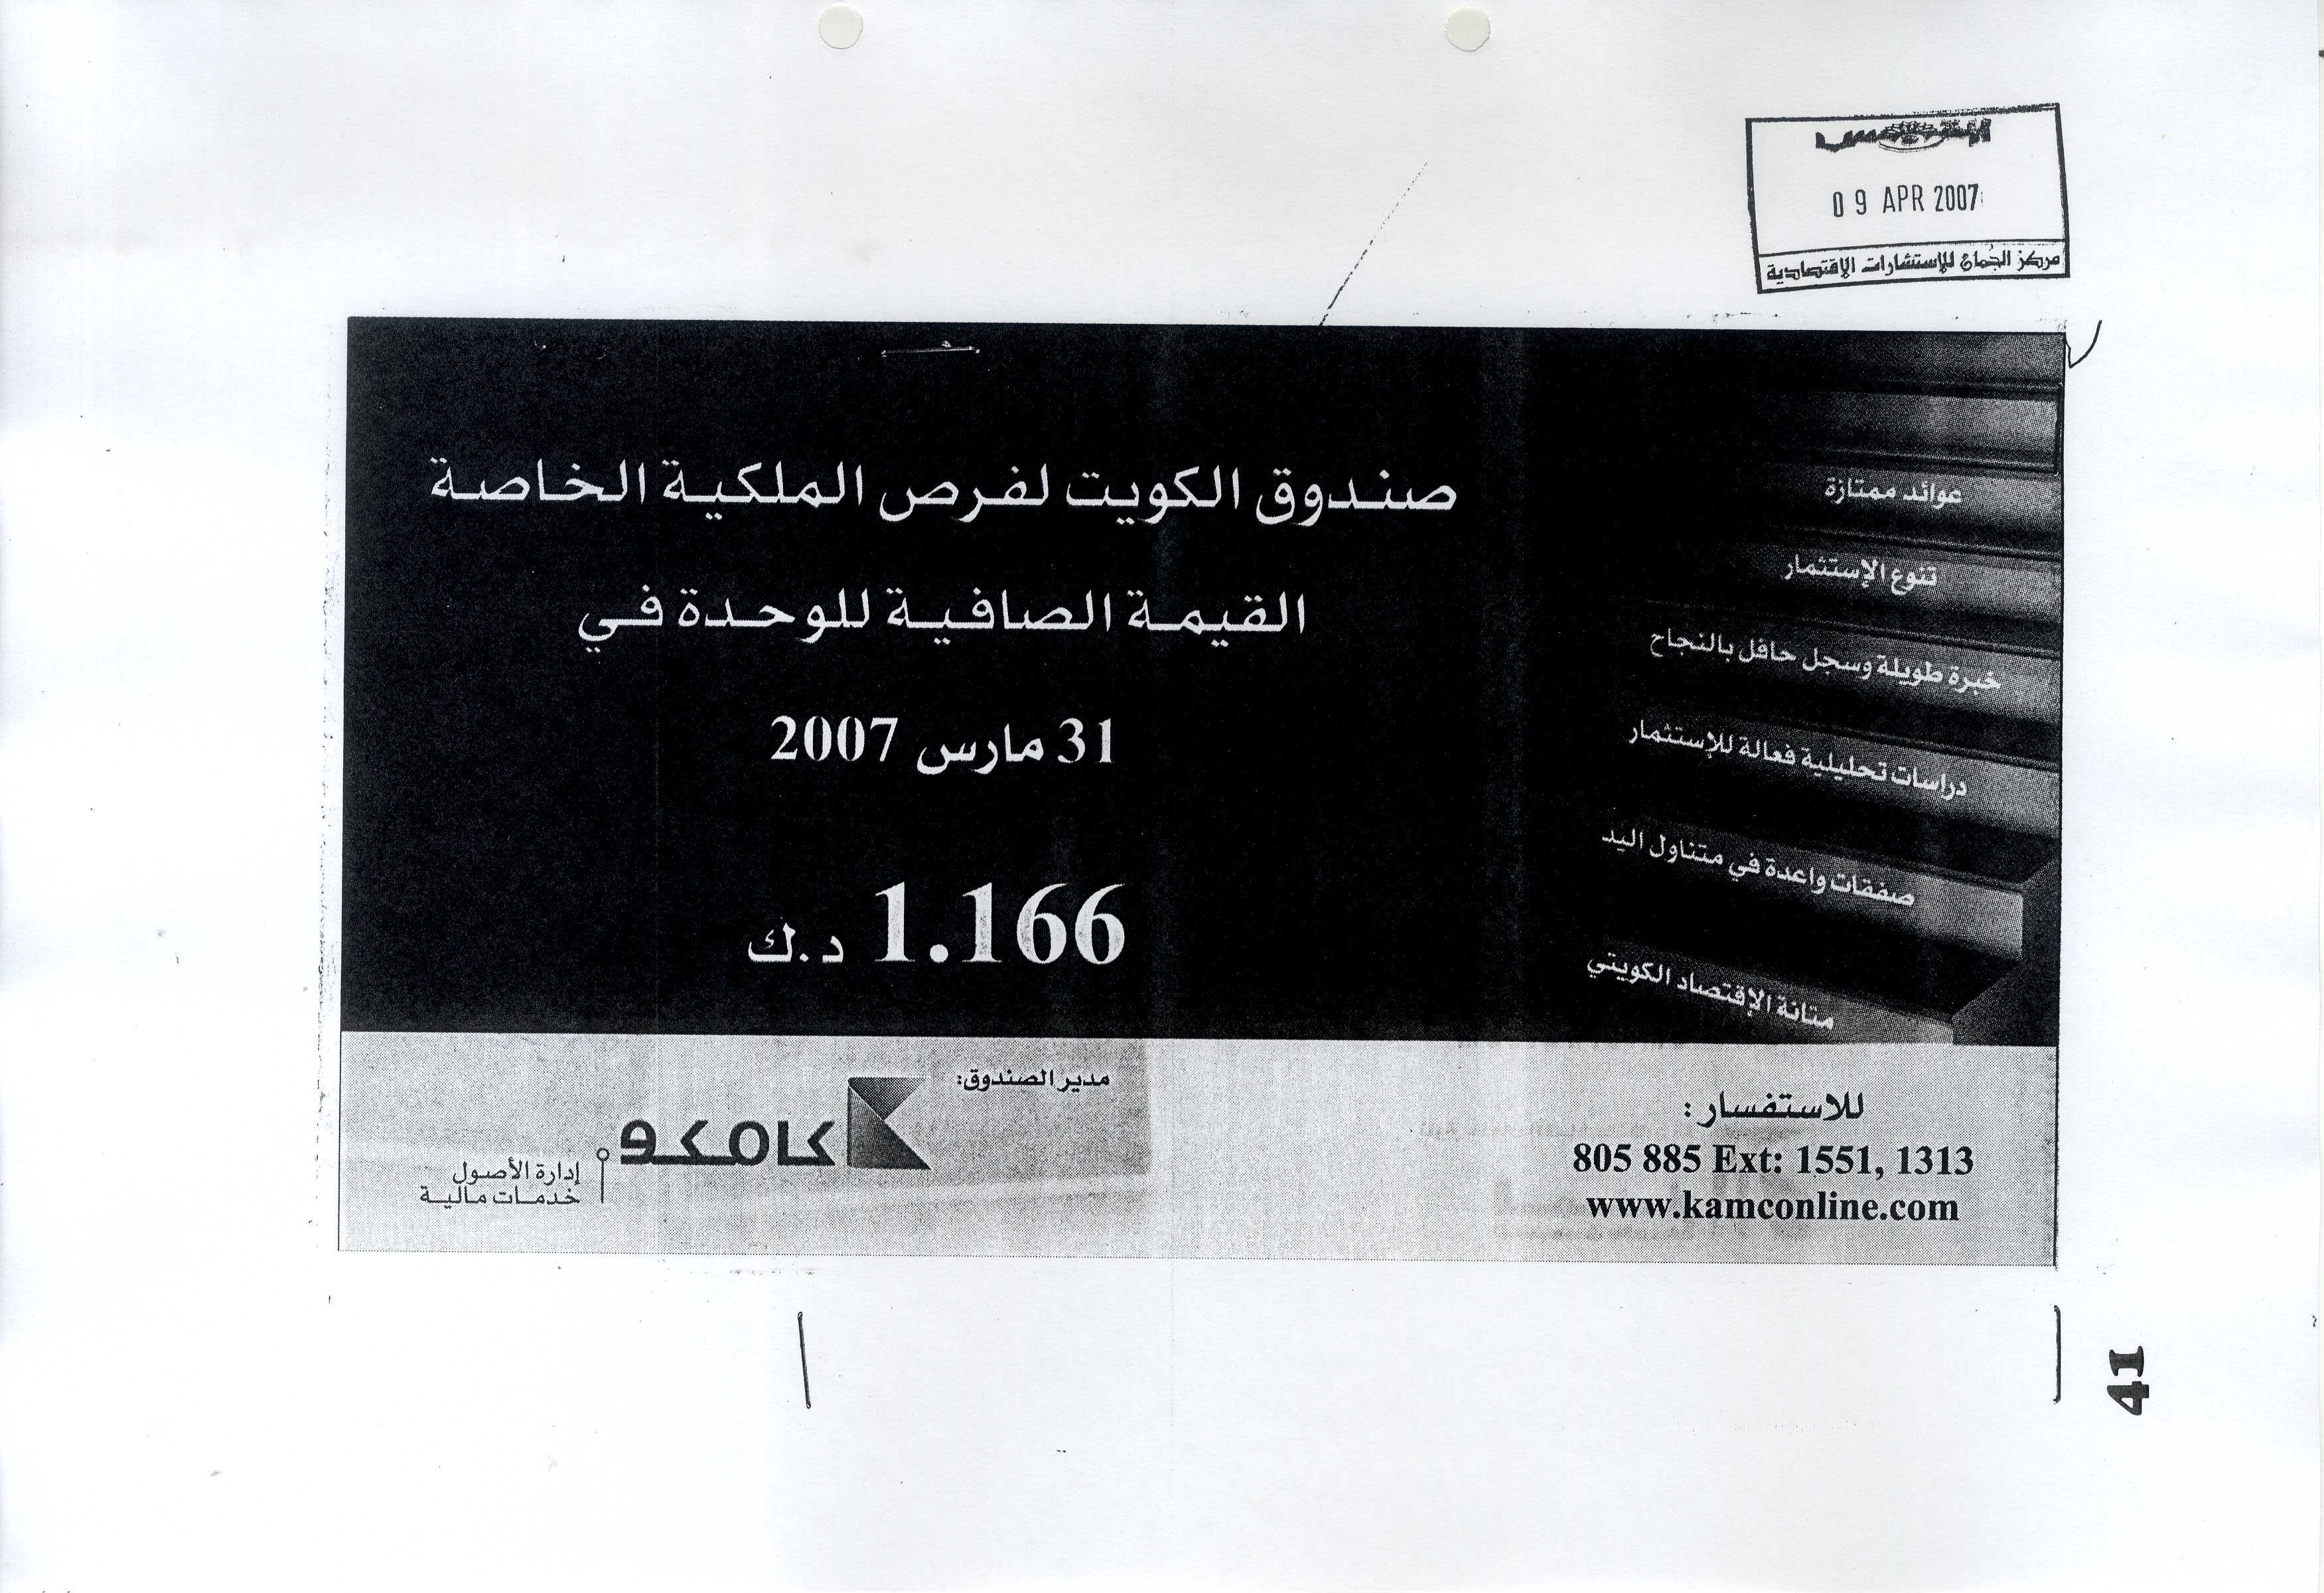 القبس
09 APR 2007
مركز الجُمان للإستشارات الإقتصادية
صندوق الكويت لفرص الملكية الخاصة
القيمة الصافية للوحدة في
31 مارس 2007
1.166 د.ك
عوائد ممتازة
تنوع الإستثمار
خبرة طويلة وسجل حافل بالنجاح
دراسات تحليلية فعالة للإستثمار
صفقات واعدة في متناول اليد
متانة الإقتصاد الكويتي
مدير الصندوق:
كامكو
إدارة الأصول
خدمات مالية
للاستفسار:
805 885 Ext: 1551, 1313
www.kamconline.com
41